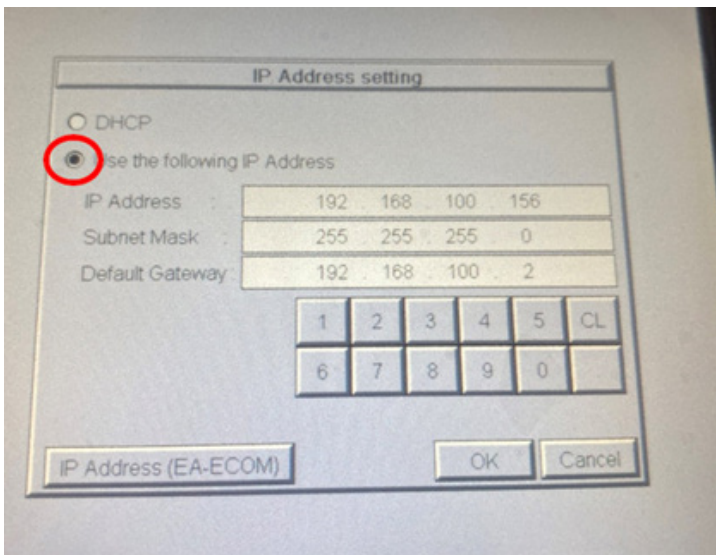 IP Address setting
DHCP
Use the following IP Address
IP Address : 192 . 168 . 100 . 156
Subnet Mask : 255 . 255 . 255 . 0
Default Gateway : 192 . 168 . 100 . 2
1 2 3 4 5 CL
6 7 8 9 0
IP Address (EA-ECOM) OK Cancel